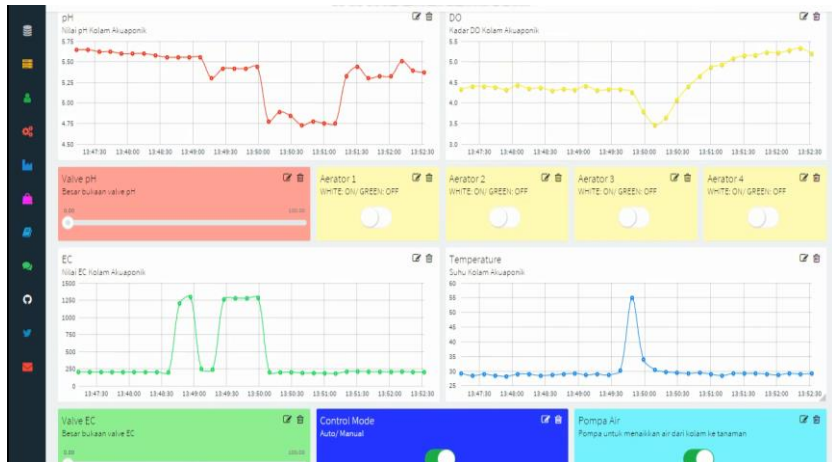 pH
Nilai pH Kolam Akuaponik
5.75
5.50
5.25
5.00
4.75
4.50
13:47:30 13:48:00 13:48:30 13:49:00 13:49:30 13:50:00 13:50:30 13:51:00 13:51:30 13:52:00 13:52:30
DO
Kadar DO Kolam Akuaponik
5.5
5.0
4.5
4.0
3.5
3.0
13:47:30 13:48:00 13:48:30 13:49:00 13:49:30 13:50:00 13:50:30 13:51:00 13:51:30 13:52:00 13:52:30
Valve pH
Besar bukaan valve pH
0.00 100.00
Aerator 1
WHITE: ON/ GREEN: OFF
Aerator 2
WHITE: ON/ GREEN: OFF
Aerator 3
WHITE: ON/ GREEN: OFF
Aerator 4
WHITE: ON/ GREEN: OFF
EC
Nilai EC Kolam Akuaponik
1500
1250
1000
750
500
250
0
13:47:30 13:48:00 13:48:30 13:49:00 13:49:30 13:50:00 13:50:30 13:51:00 13:51:30 13:52:00 13:52:30
Temperature
Suhu Kolam Akuaponik
60
55
50
45
40
35
30
25
13:47:30 13:48:00 13:48:30 13:49:00 13:49:30 13:50:00 13:50:30 13:51:00 13:51:30 13:52:00 13:52:30
Valve EC
Besar bukaan valve EC
0.00 100.00
Control Mode
Auto/ Manual
Pompa Air
Pompa untuk menaikkan air dari kolam ke tanaman